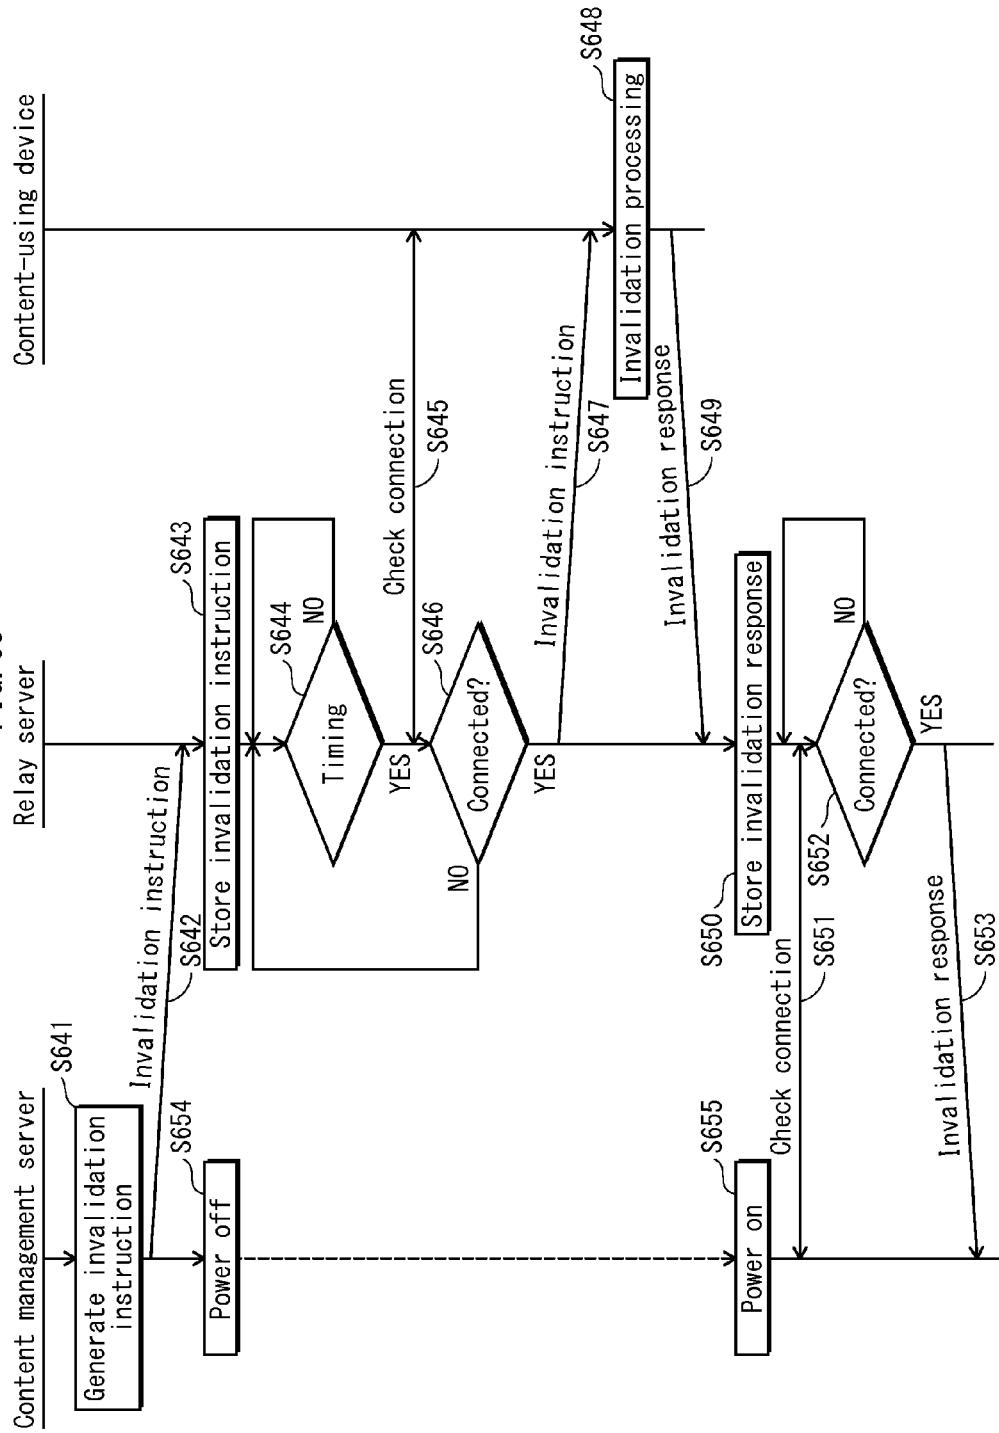 Content management server
Relay server
Content-using device
S641
Generate invalidation
instruction
Invalidation instruction
S642
S654
Power off
S643
Store invalidation instruction
S644
Timing
NO
YES
Check connection
S645
S646
Connected?
NO
YES
Invalidation instruction
S647
S648
Invalidation processing
Invalidation response
S649
S650
Store invalidation response
S655
Power on
Check connection
S651
S652
Connected?
NO
YES
Invalidation response
S653